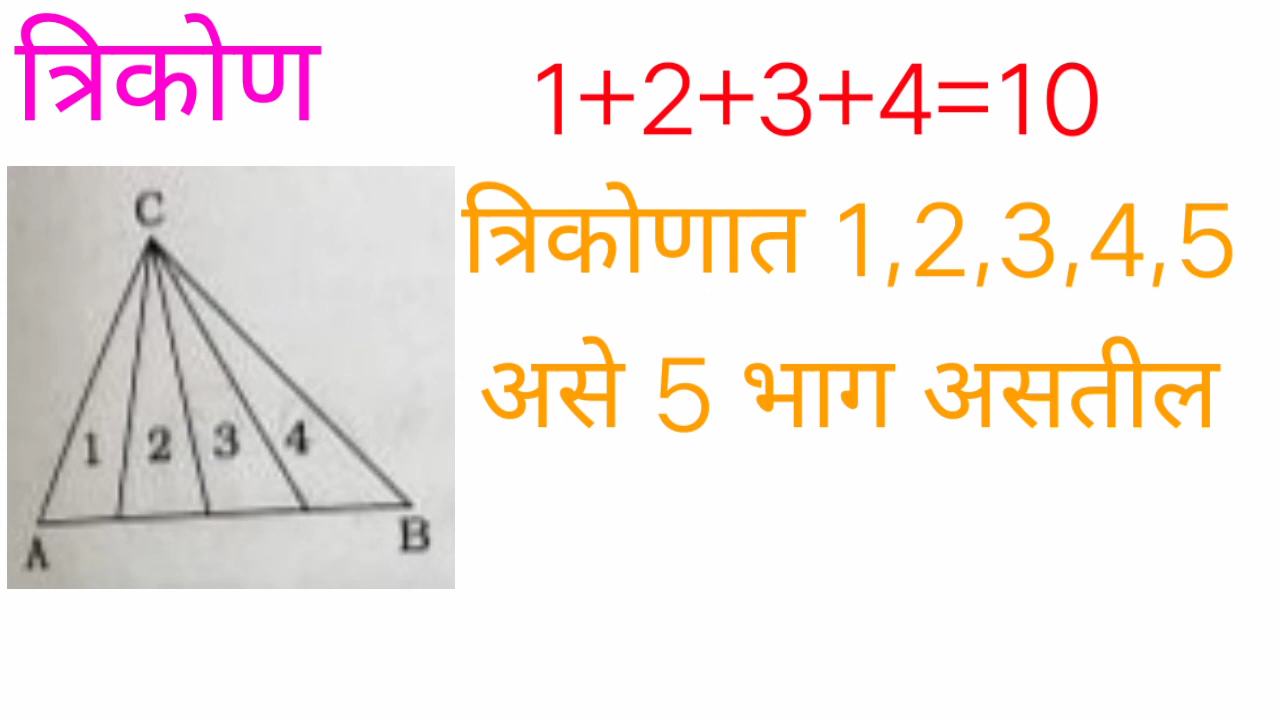 त्रिकोण
1+2+3+4=10
त्रिकोणात 1,2,3,4,5
असे 5 भाग असतील
C
1 2 3 4
A B